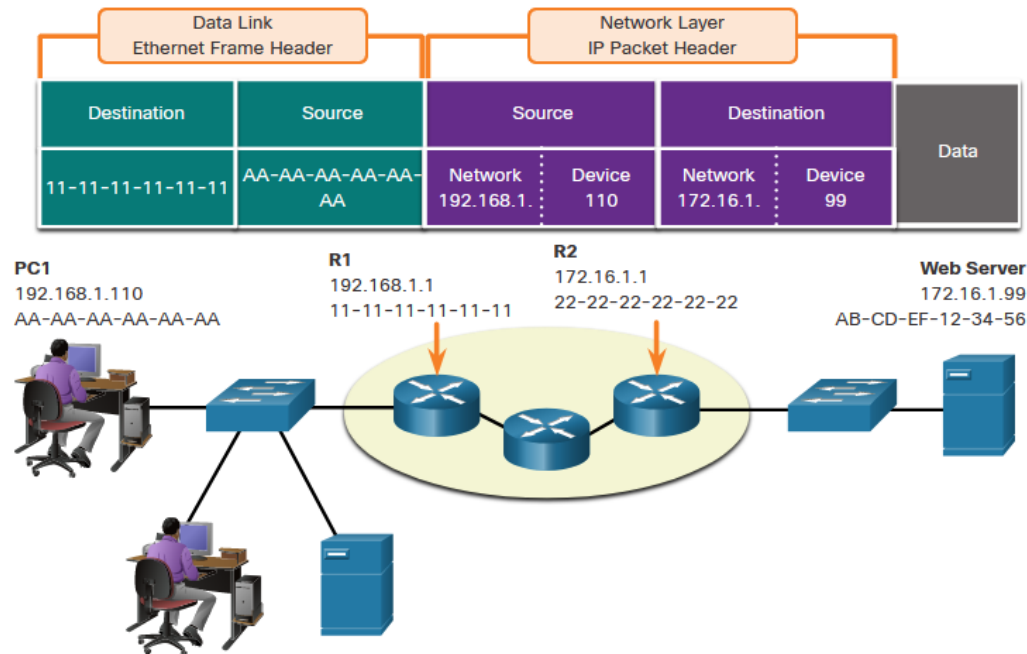 Data Link
Ethernet Frame Header
Network Layer
IP Packet Header
Destination
Source
Source
Destination
Data
11-11-11-11-11-11
AA-AA-AA-AA-AA-
AA
Network
192.168.1.
Device
110
Network
172.16.1.
Device
99
PC1
192.168.1.110
AA-AA-AA-AA-AA-AA
R1
192.168.1.1
11-11-11-11-11-11
R2
172.16.1.1
22-22-22-22-22-22
Web Server
172.16.1.99
AB-CD-EF-12-34-56